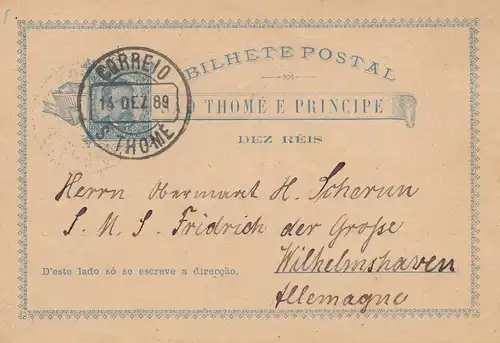 BILHETE POSTAL
CORREIO
14 DEZ 89
S. THOMÉ
O THOMÉ E PRINCIPE
DEZ RÉIS
Herrn Obermaat H. Scherun
S. M. S. Fridrich der Große
Wilhelmshaven
D'este lado só se escreve a direcção.
Allemagne